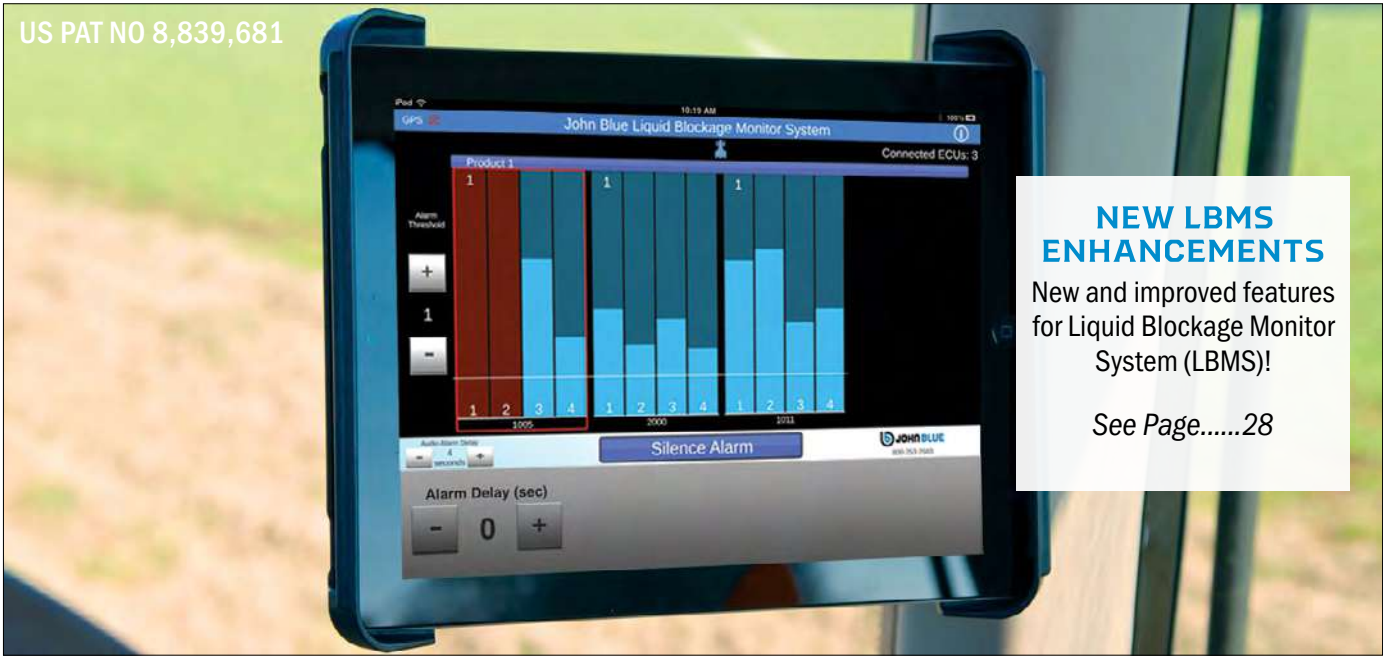 US PAT NO 8,839,681
iPod
10:19 AM
100%
GPS
John Blue Liquid Blockage Monitor System
Connected ECUs: 3
Product 1
1 1 1
Alarm
Threshold
+
1
-
1 2 3 4 1 2 3 4 1 2 3 4
1005 2000 1011
Audio Alarm Delay
- 4 +
seconds
Silence Alarm
JOHN BLUE
Alarm Delay (sec)
- 0 +
NEW LBMS
ENHANCEMENTS
New and improved features
for Liquid Blockage Monitor
System (LBMS)!
See Page......28